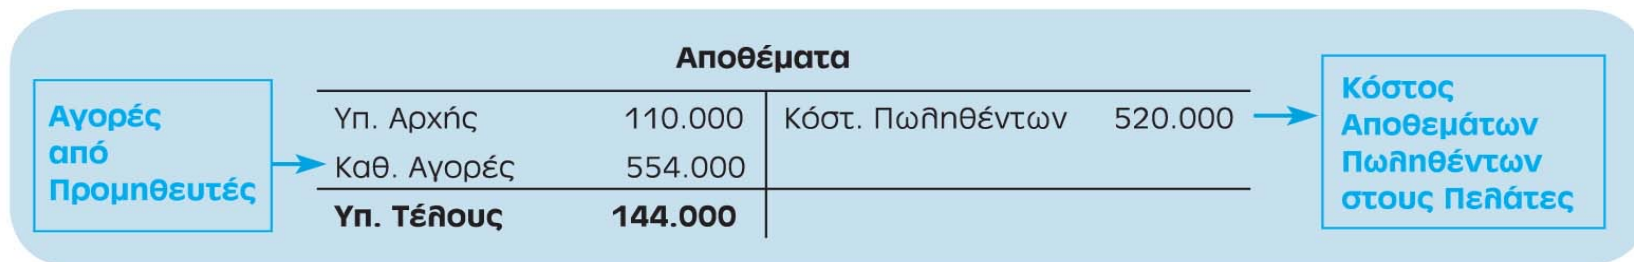 Αποθέματα
Αγορές
από
Προμηθευτές
Υπ. Αρχής 110.000 Κόστ. Πωληθέντων 520.000
Καθ. Αγορές 554.000
Υπ. Τέλους 144.000
Κόστος
Αποθεμάτων
Πωληθέντων
στους Πελάτες